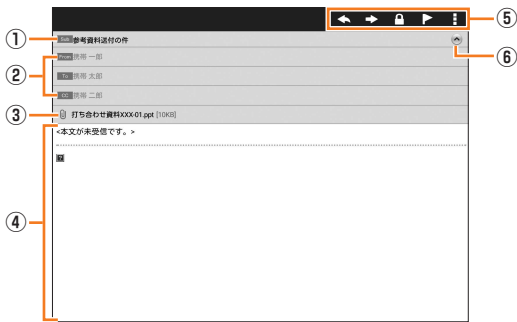 ⑤
① Sub 参考資料送付の件
⑥
② From 携帯 一郎
To 携帯 太郎
CC 携帯 二郎
③ 打ち合わせ資料XXX-01.ppt [10KB]
<本文が未受信です。>
④